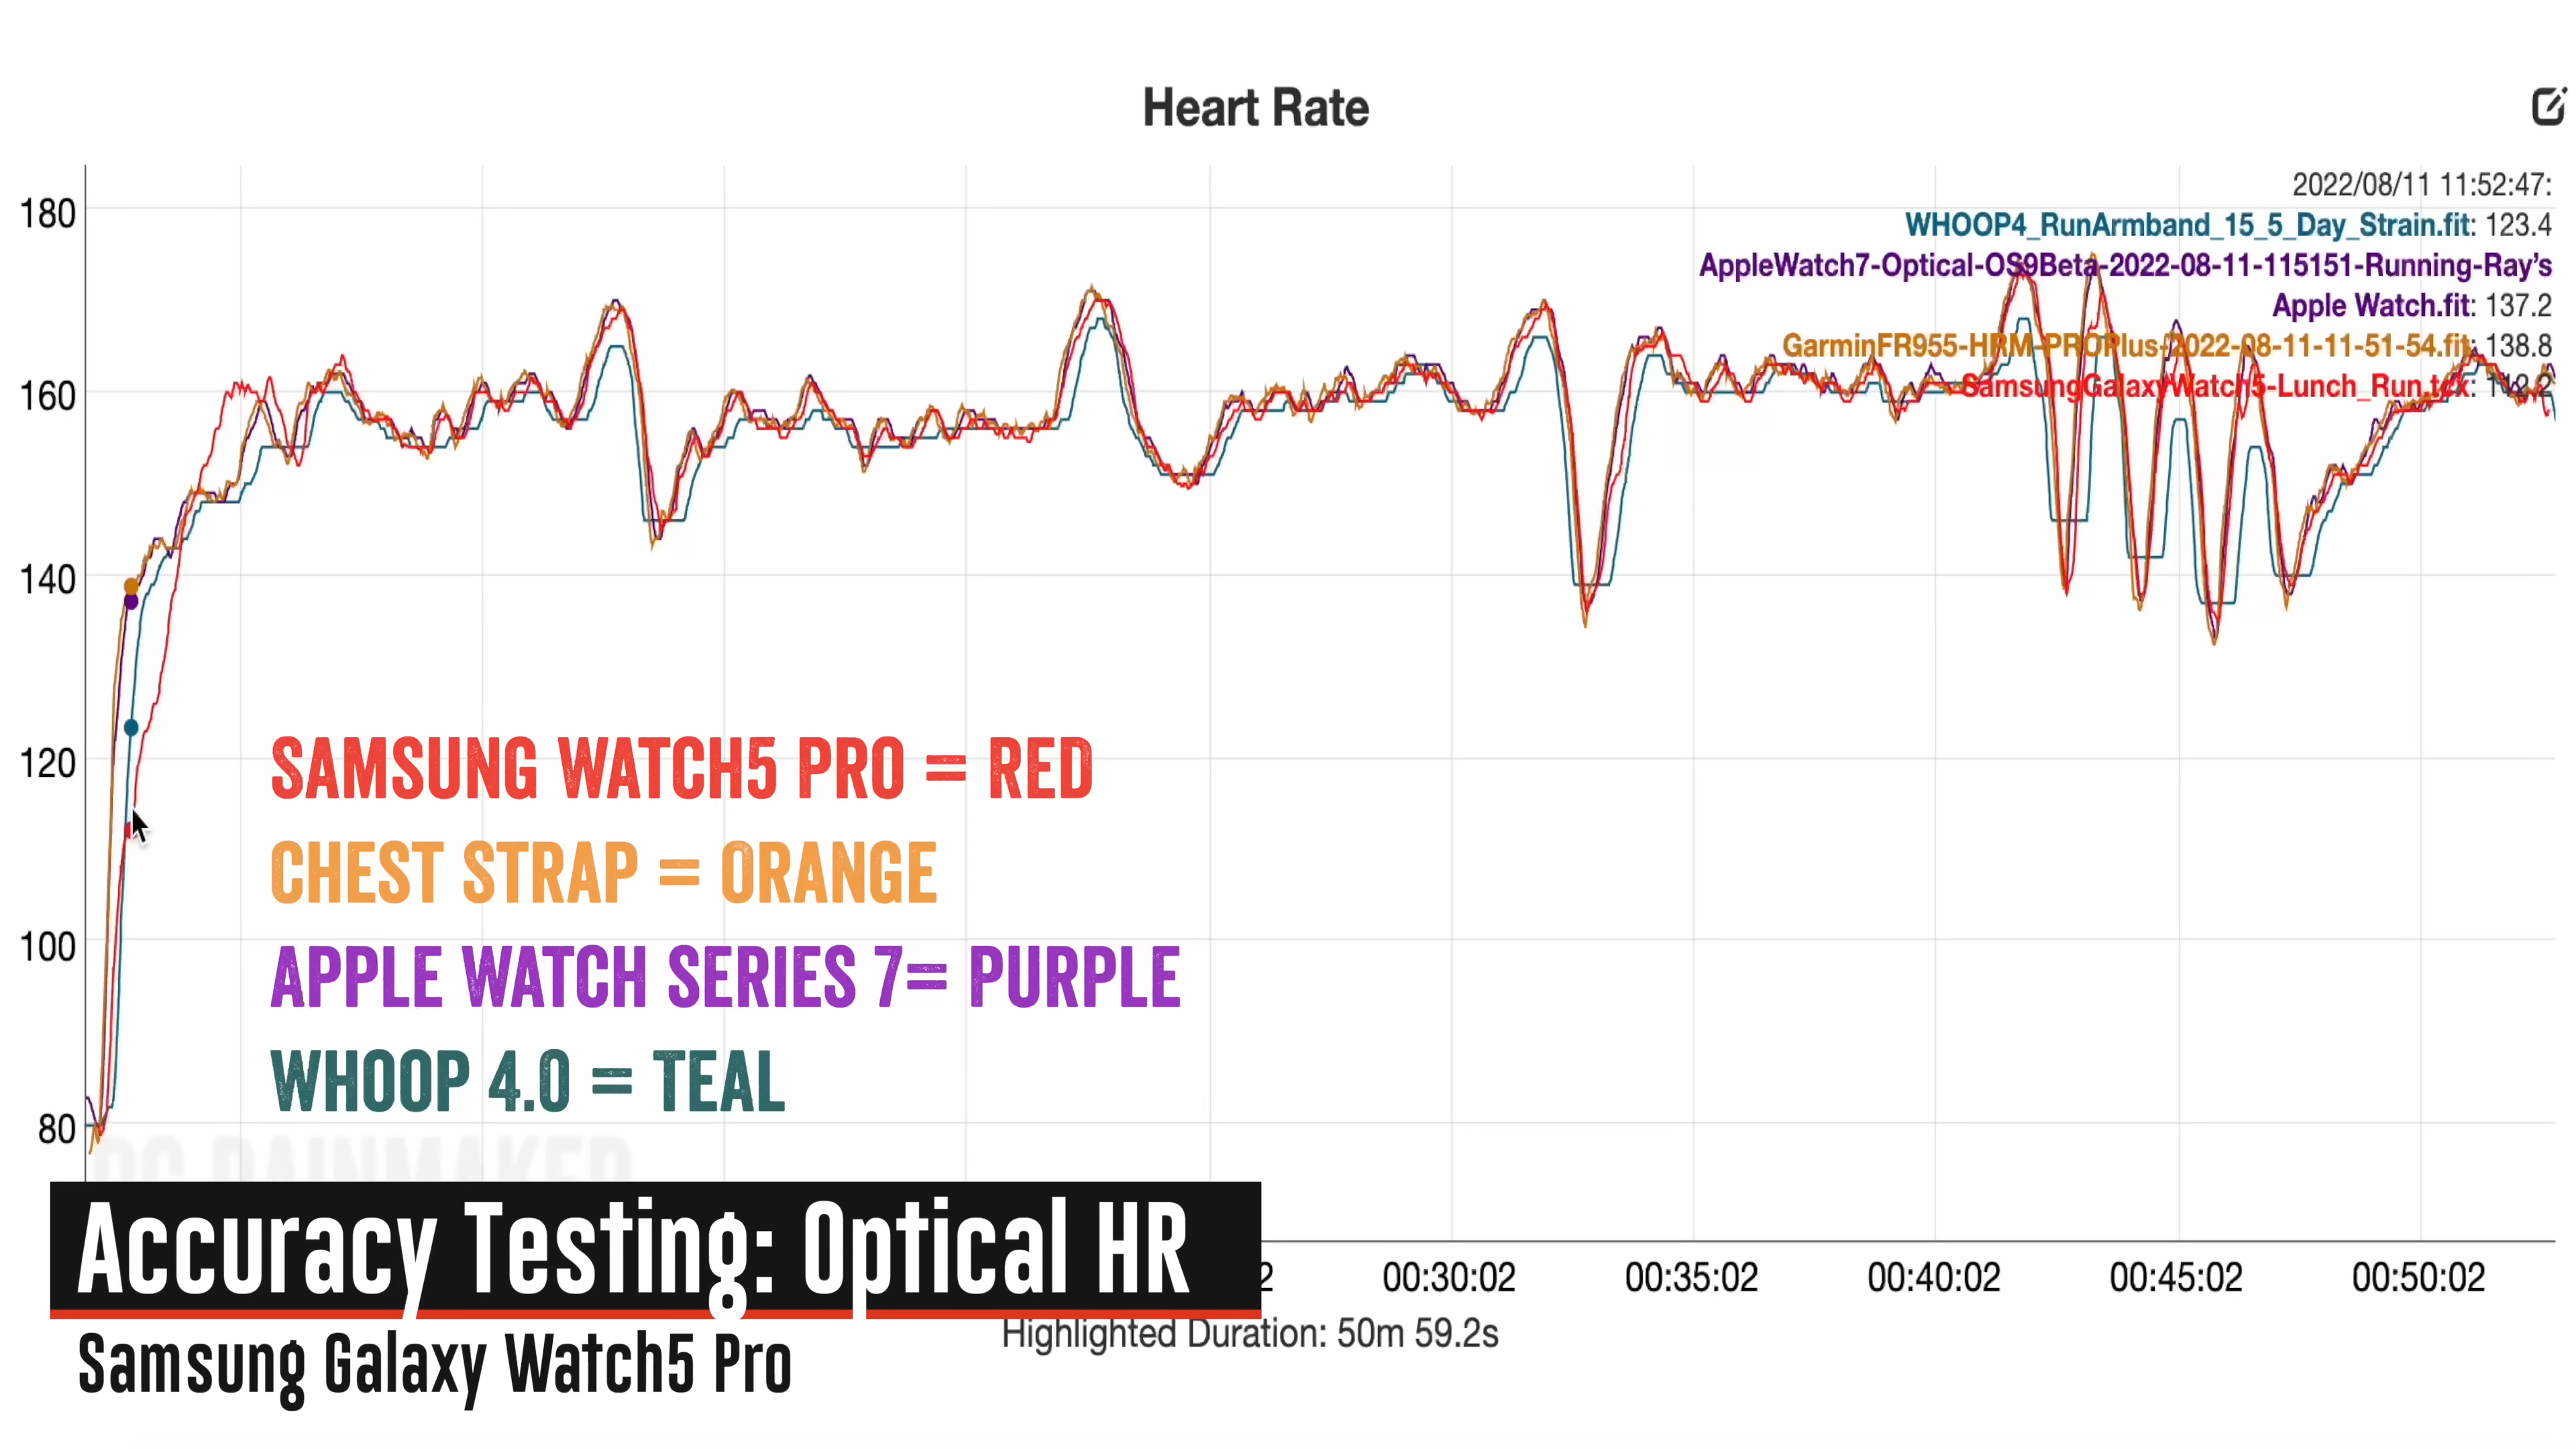 Heart Rate
2022/08/11 11:52:47:
180
WHOOP4_RunArmband_15_5_Day_Strain.fit: 123.4
AppleWatch7-Optical-OS9Beta-2022-08-11-115151-Running-Ray's
Apple Watch.fit: 137.2
GarminFR955-HRM-PROPlus-2022-08-11-11-51-54.fit: 138.8
160
SamsungGalaxyWatch5-Lunch_Run.tcx: 112.2
140
120
SAMSUNG WATCH5 PRO = RED
CHEST STRAP = ORANGE
100
APPLE WATCH SERIES 7= PURPLE
WHOOP 4.0 = TEAL
80
DC RAINMAKER
Accuracy Testing: Optical HR
00:30:02 00:35:02 00:40:02 00:45:02 00:50:02
Highlighted Duration: 50m 59.2s
Samsung Galaxy Watch5 Pro